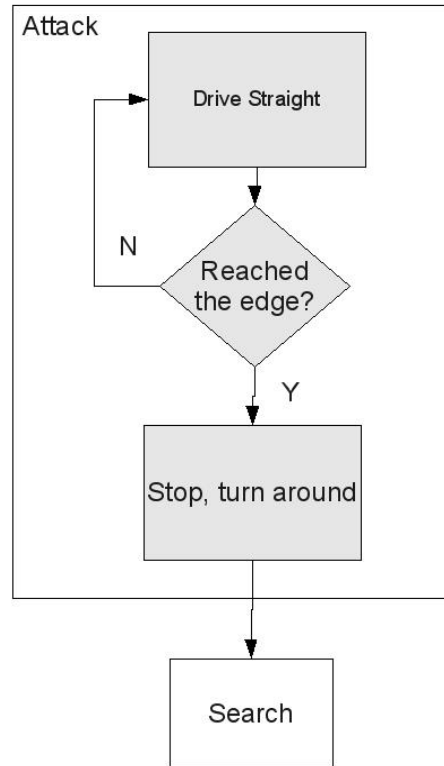 Attack
Drive Straight
N
Reached
the edge?
Y
Stop, turn around
Search